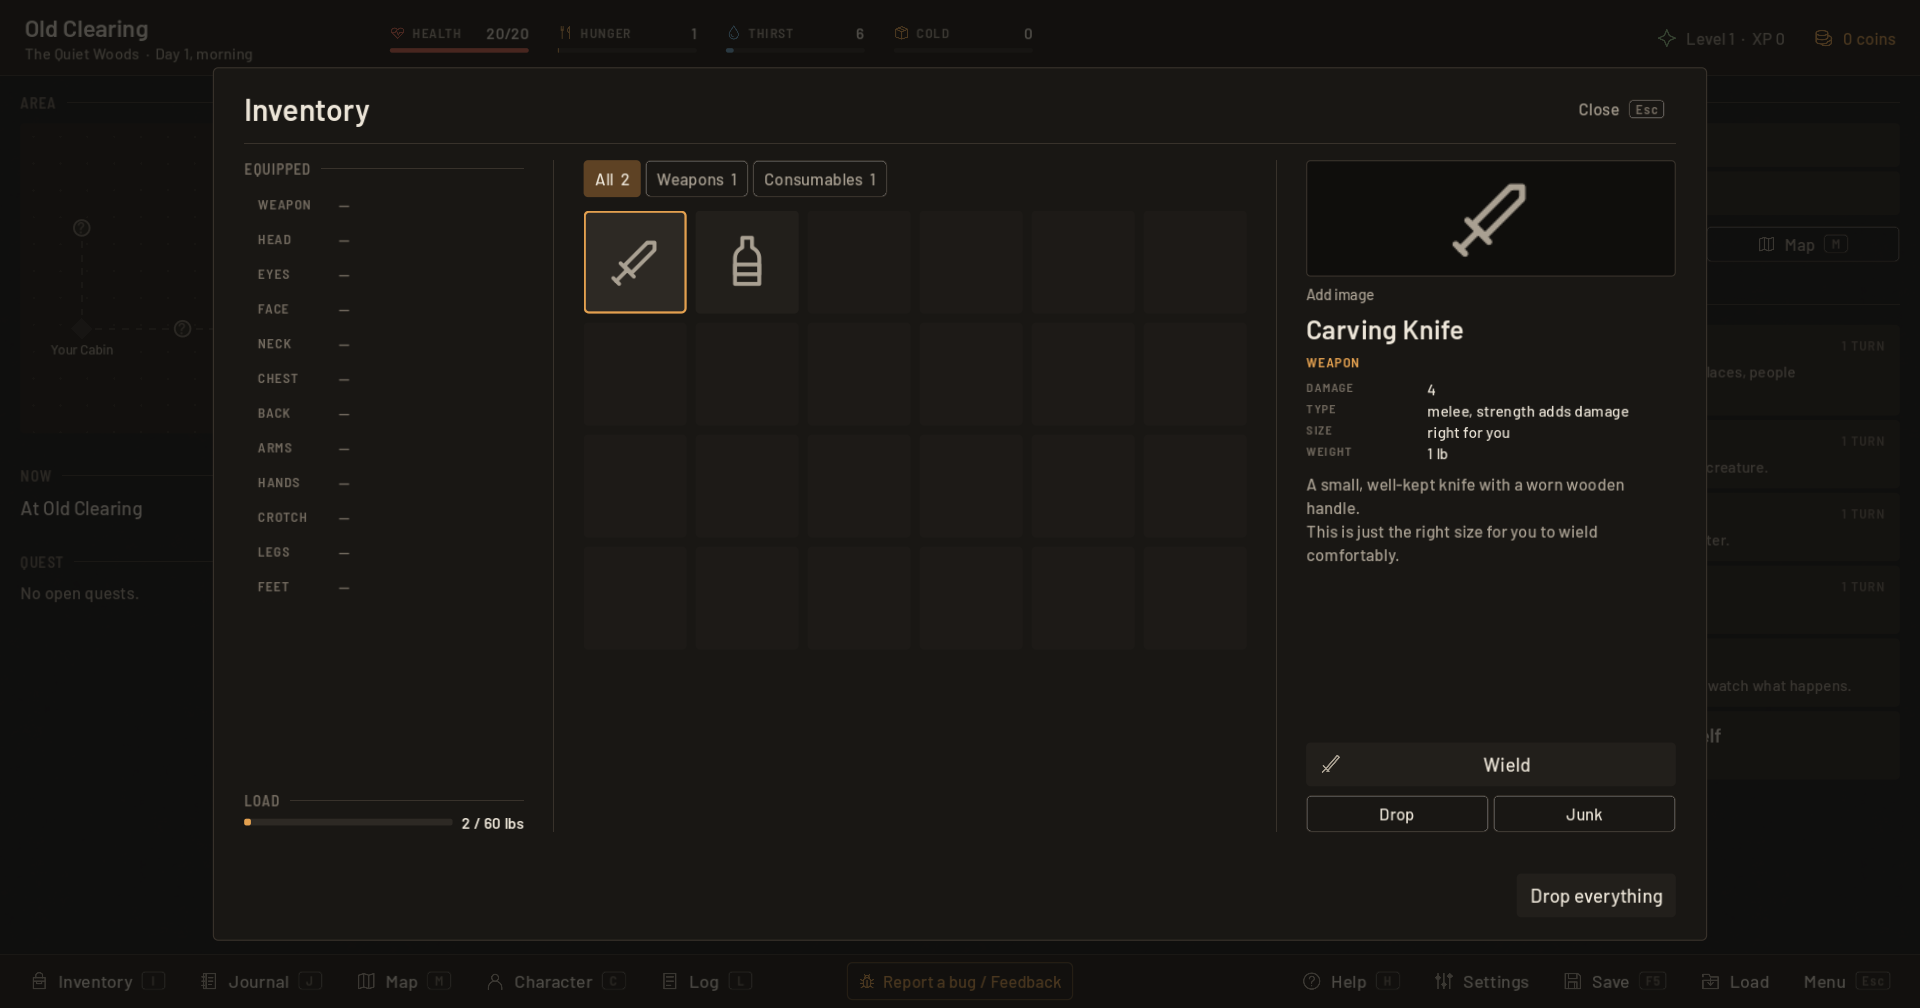 Old Clearing
The Quiet Woods · Day 1, morning
HEALTH 20/20
HUNGER 1
THIRST 6
COLD 0
Level 1 · XP 0
0 coins
AREA
?
?
Your Cabin
NOW
At Old Clearing
QUEST
No open quests.
Inventory
Close Esc
EQUIPPED
WEAPON —
HEAD —
EYES —
FACE —
NECK —
CHEST —
BACK —
ARMS —
HANDS —
CROTCH —
LEGS —
FEET —
LOAD
2 / 60 lbs
All 2
Weapons 1
Consumables 1
Add image
Carving Knife
WEAPON
DAMAGE 4
TYPE melee, strength adds damage
SIZE right for you
WEIGHT 1 lb
A small, well-kept knife with a worn wooden
handle.
This is just the right size for you to wield
comfortably.
Wield
Drop
Junk
Drop everything
Map M
1 TURN
laces, people
1 TURN
creature.
1 TURN
ter.
1 TURN
watch what happens.
elf
Inventory I
Journal J
Map M
Character C
Log L
Report a bug / Feedback
Help H
Settings
Save F5
Load
Menu Esc